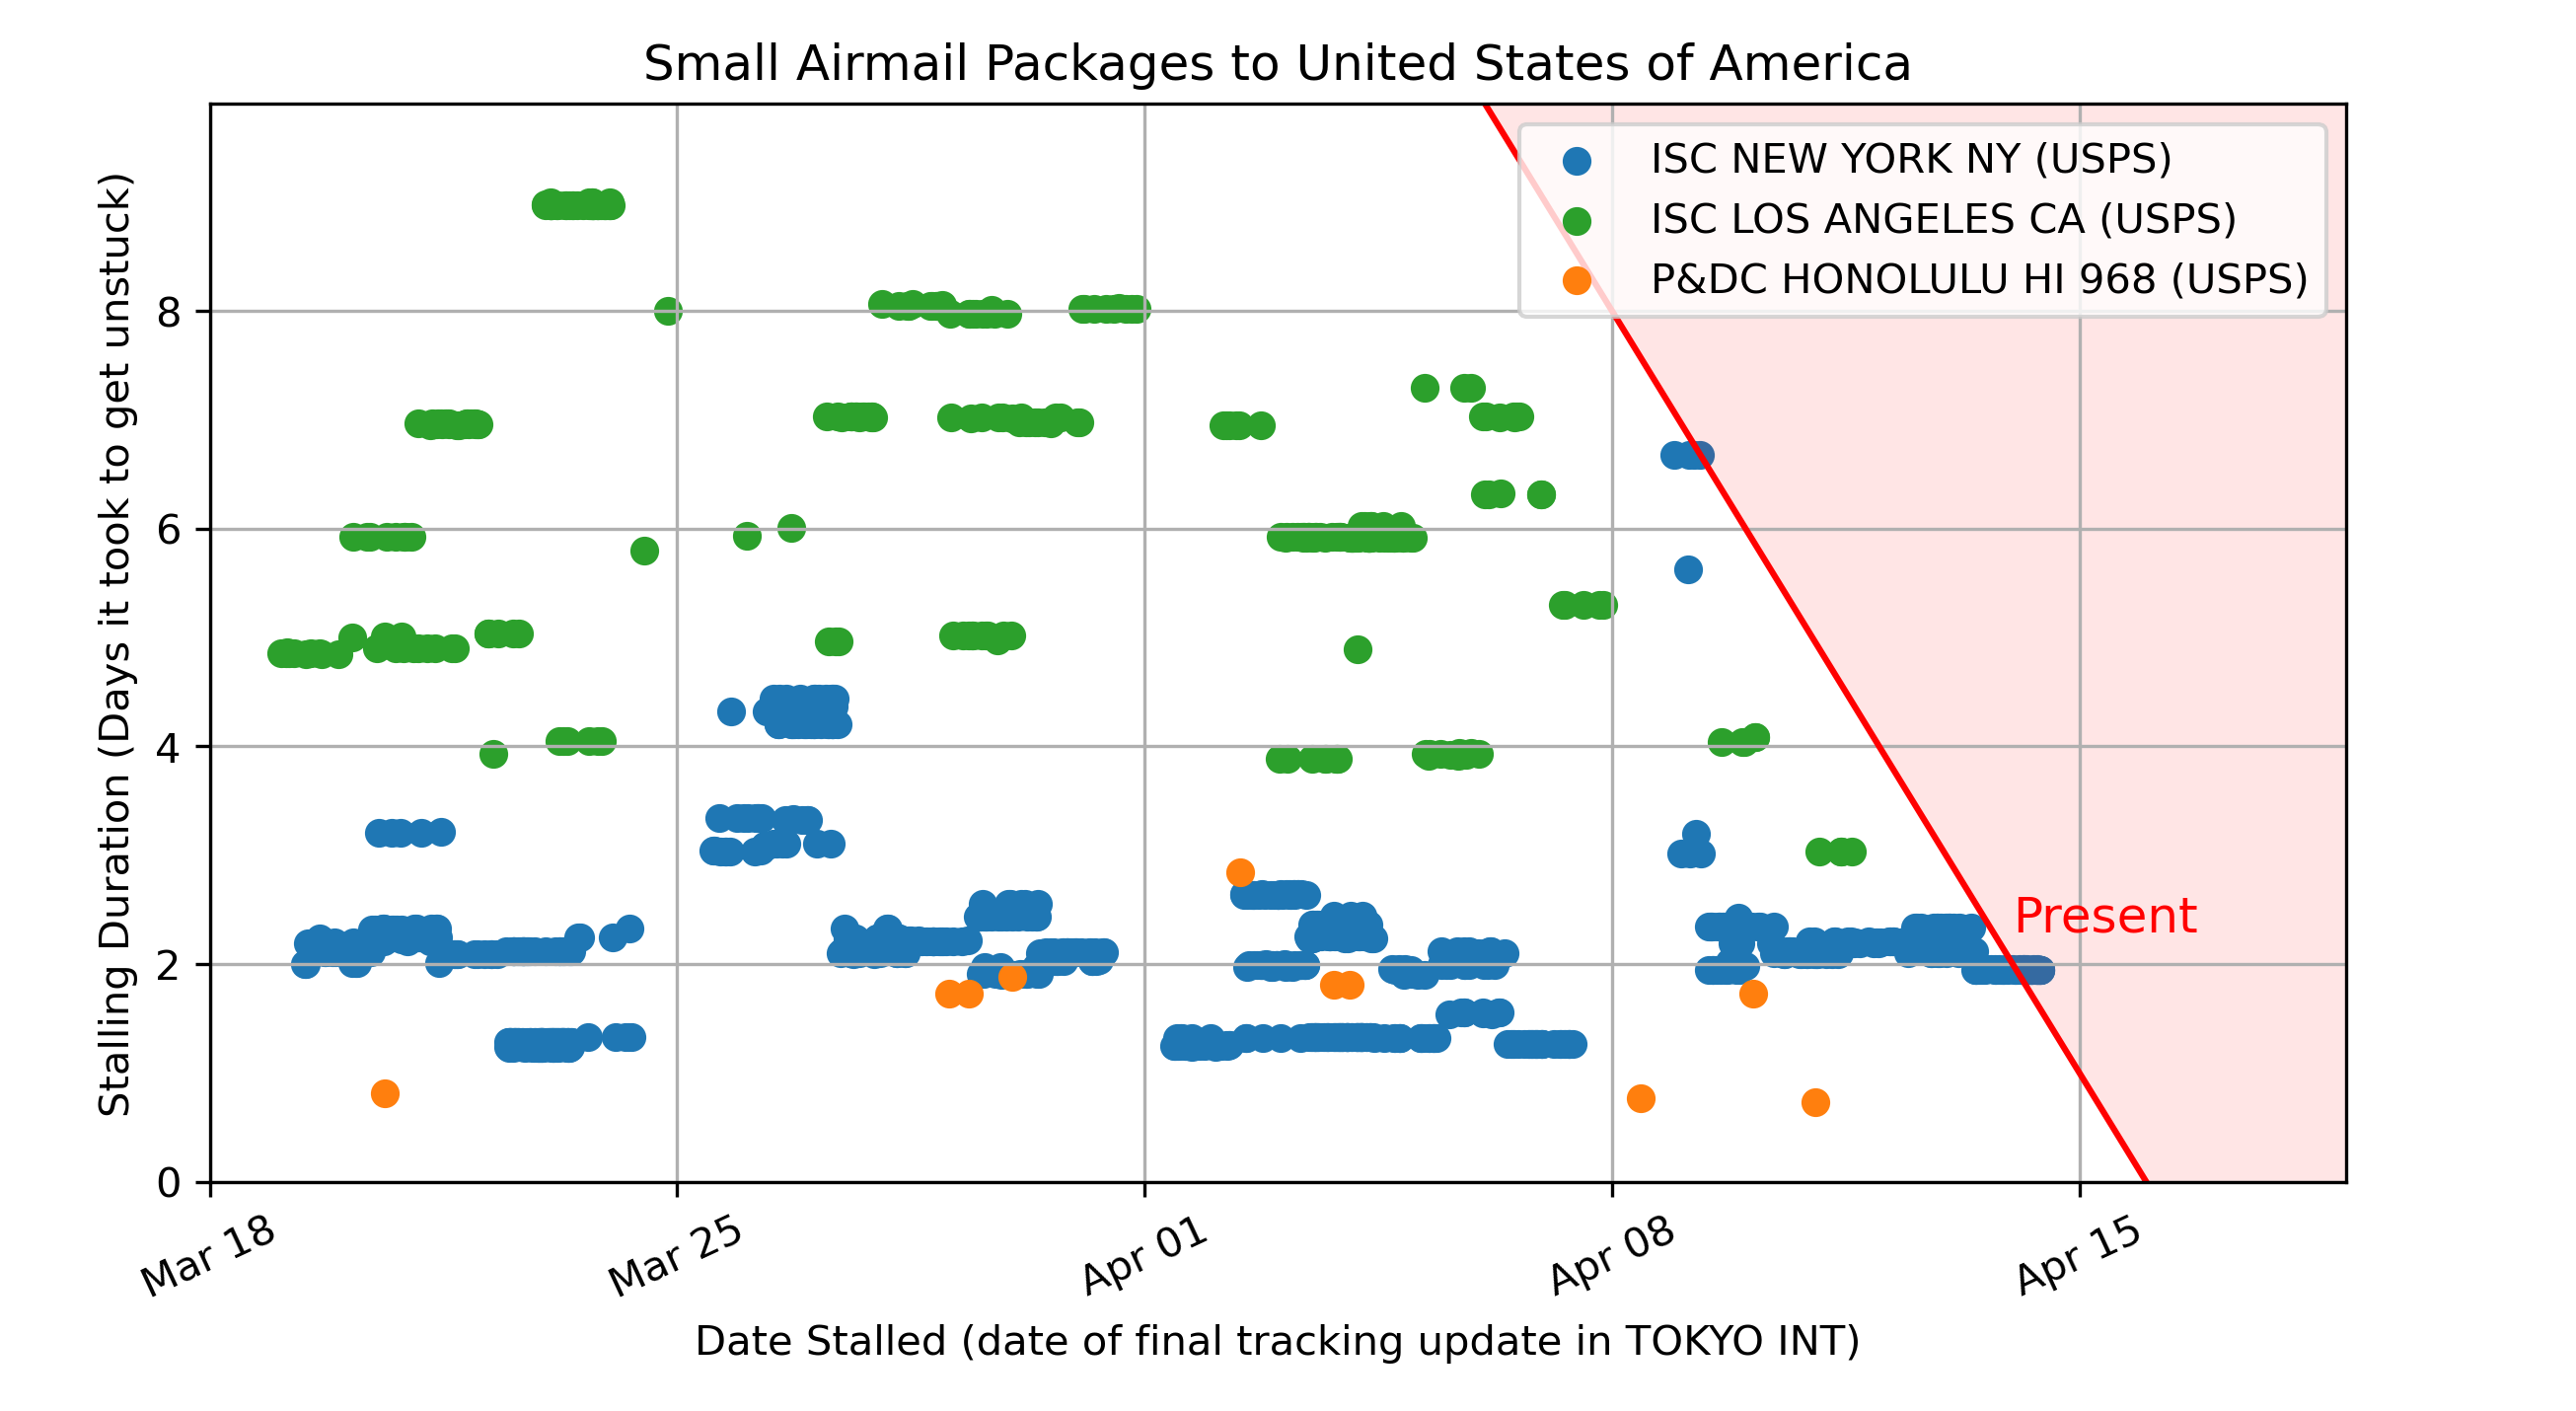 Small Airmail Packages to United States of America
ISC NEW YORK NY (USPS)
ISC LOS ANGELES CA (USPS)
P&DC HONOLULU HI 968 (USPS)
Stalling Duration (Days it took to get unstuck)
8
6
4
2
0
Present
Mar 18
Mar 25
Apr 01
Apr 08
Apr 15
Date Stalled (date of final tracking update in TOKYO INT)